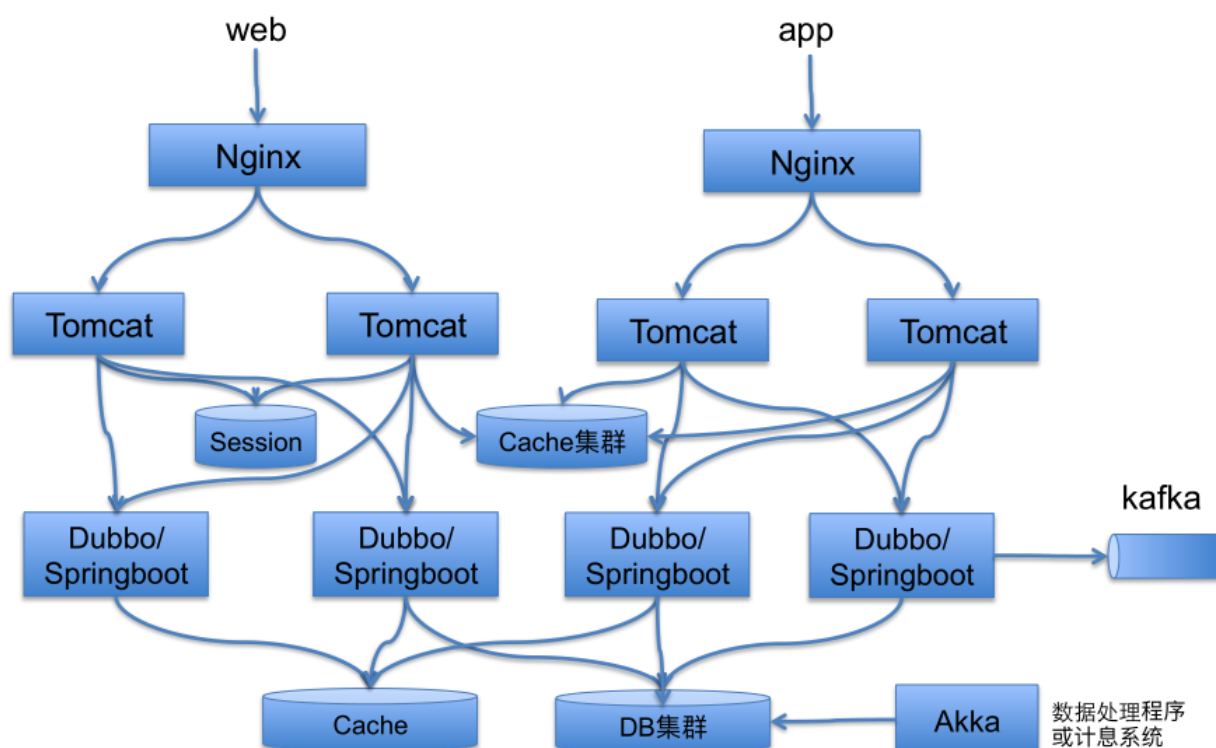 web
app
Nginx
Nginx
Tomcat
Tomcat
Tomcat
Tomcat
Session
Cache集群
kafka
Dubbo/
Springboot
Dubbo/
Springboot
Dubbo/
Springboot
Dubbo/
Springboot
Cache
DB集群
Akka
数据处理程序
或计息系统